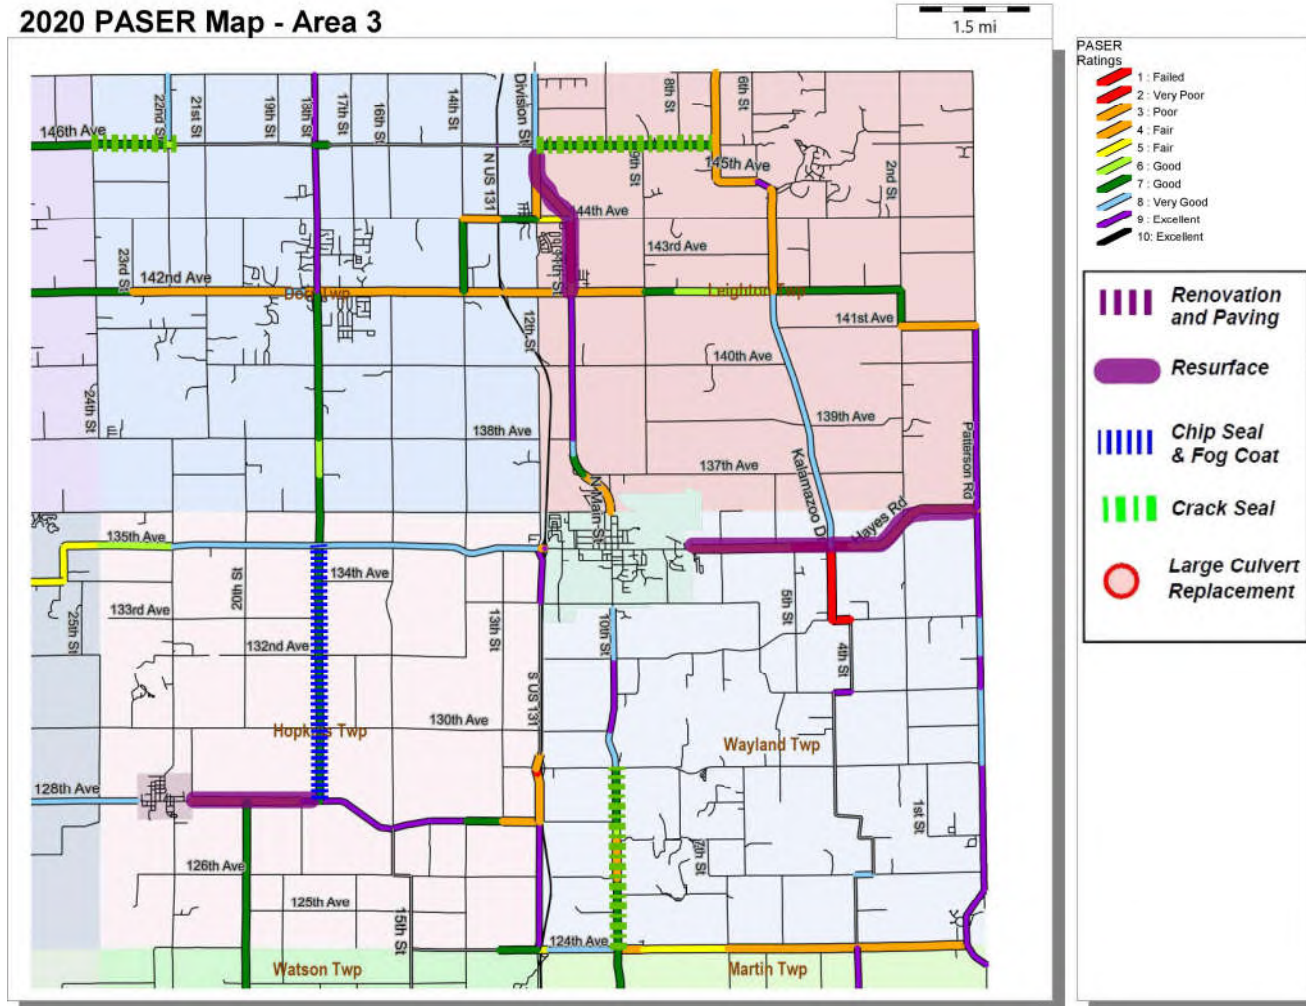 2020 PASER Map - Area 3
1.5 mi
PASER
Ratings
1 : Failed
2 : Very Poor
3 : Poor
4 : Fair
5 : Fair
6 : Good
7 : Good
8 : Very Good
9 : Excellent
10: Excellent
Renovation
and Paving
Resurface
Chip Seal
& Fog Coat
Crack Seal
Large Culvert
Replacement
22nd St
21st St
19th St
18th St
17th St
16th St
14th St
Division St
8th St
6th St
146th Ave
N US 131
9th St
145th Ave
2nd St
144th Ave
23rd St
143rd Ave
142nd Ave
11th St
Leighton Twp
12th St
141st Ave
140th Ave
24th St
139th Ave
138th Ave
Patterson Rd
137th Ave
Kalamazoo D
N Main St
Hayes Rd
135th Ave
134th Ave
20th St
133rd Ave
25th St
13th St
10th St
5th St
132nd Ave
4th St
S US 131
130th Ave
Hopkins Twp
Wayland Twp
128th Ave
1st St
7th St
126th Ave
125th Ave
15th St
124th Ave
Watson Twp
Martin Twp